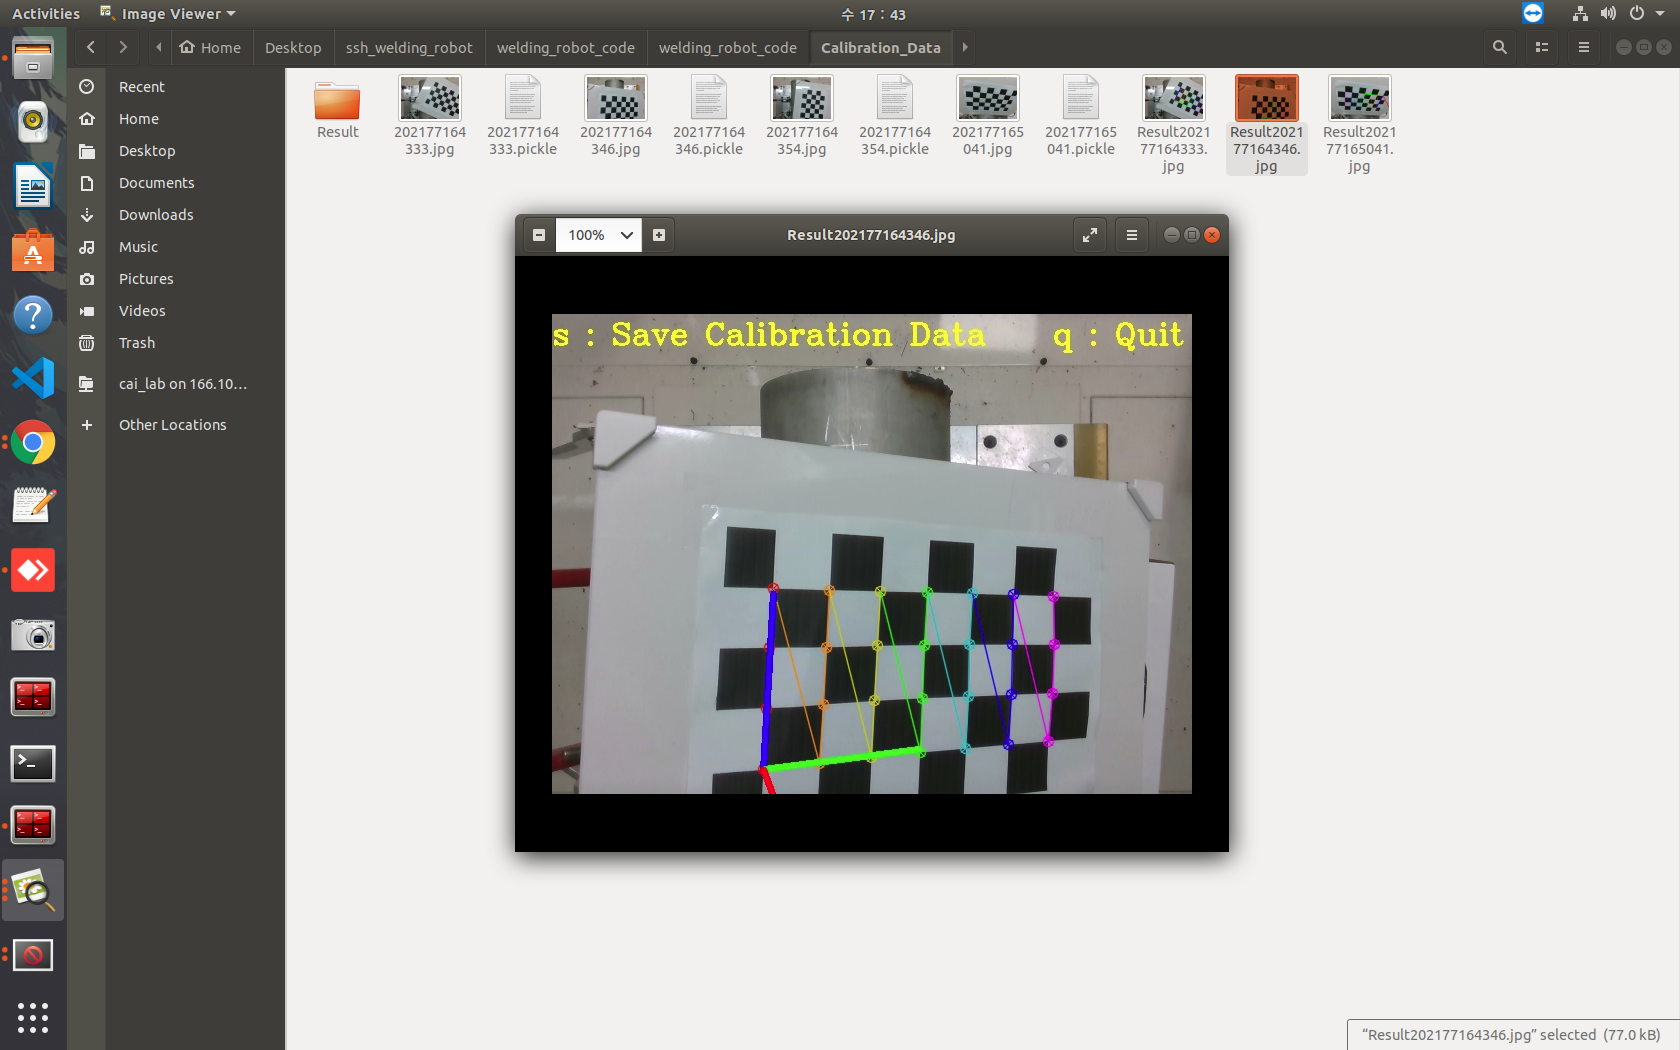 Activities
Image Viewer
수 17 : 43
Home
Desktop
ssh_welding_robot
welding_robot_code
welding_robot_code
Calibration_Data
Recent
Home
Desktop
Documents
Downloads
Music
Pictures
Videos
Trash
cai_lab on 166.10…
Other Locations
Result
202177164
333.jpg
202177164
333.pickle
202177164
346.jpg
202177164
346.pickle
202177164
354.jpg
202177164
354.pickle
202177165
041.jpg
202177165
041.pickle
Result2021
77164333.
jpg
Result2021
77164346.
jpg
Result2021
77165041.
jpg
100%
Result202177164346.jpg
s : Save Calibration Data q : Quit
“Result202177164346.jpg” selected (77.0 kB)